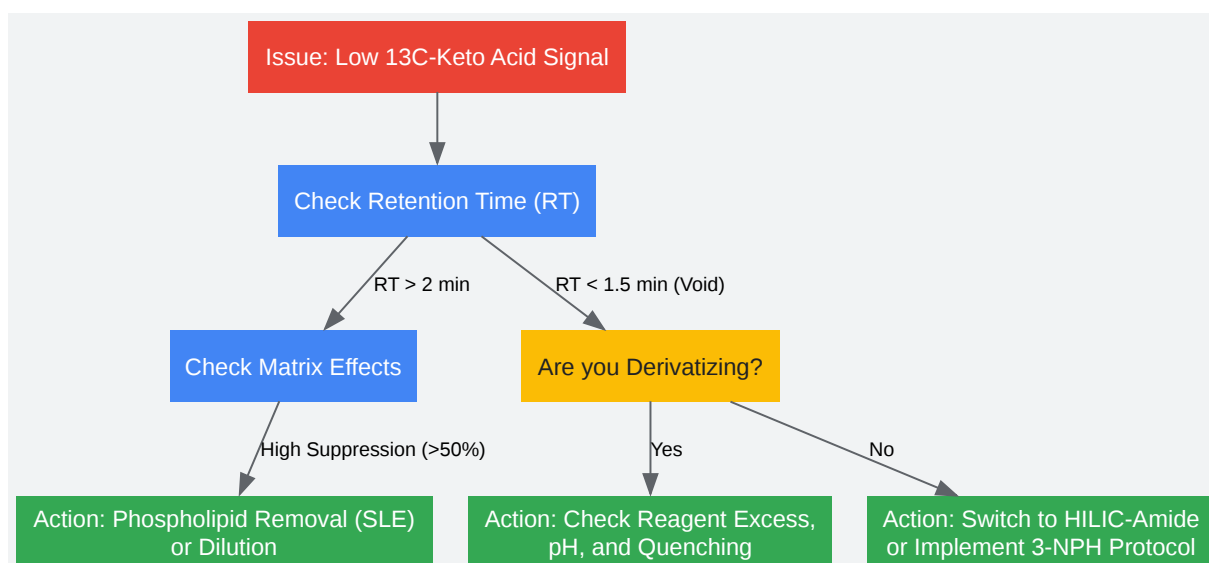 Issue: Low 13C-Keto Acid Signal
Check Retention Time (RT)
RT > 2 min
RT < 1.5 min (Void)
Check Matrix Effects
Are you Derivatizing?
High Suppression (>50%)
Yes
No
Action: Phospholipid Removal (SLE)
or Dilution
Action: Check Reagent Excess,
pH, and Quenching
Action: Switch to HILIC-Amide
or Implement 3-NPH Protocol